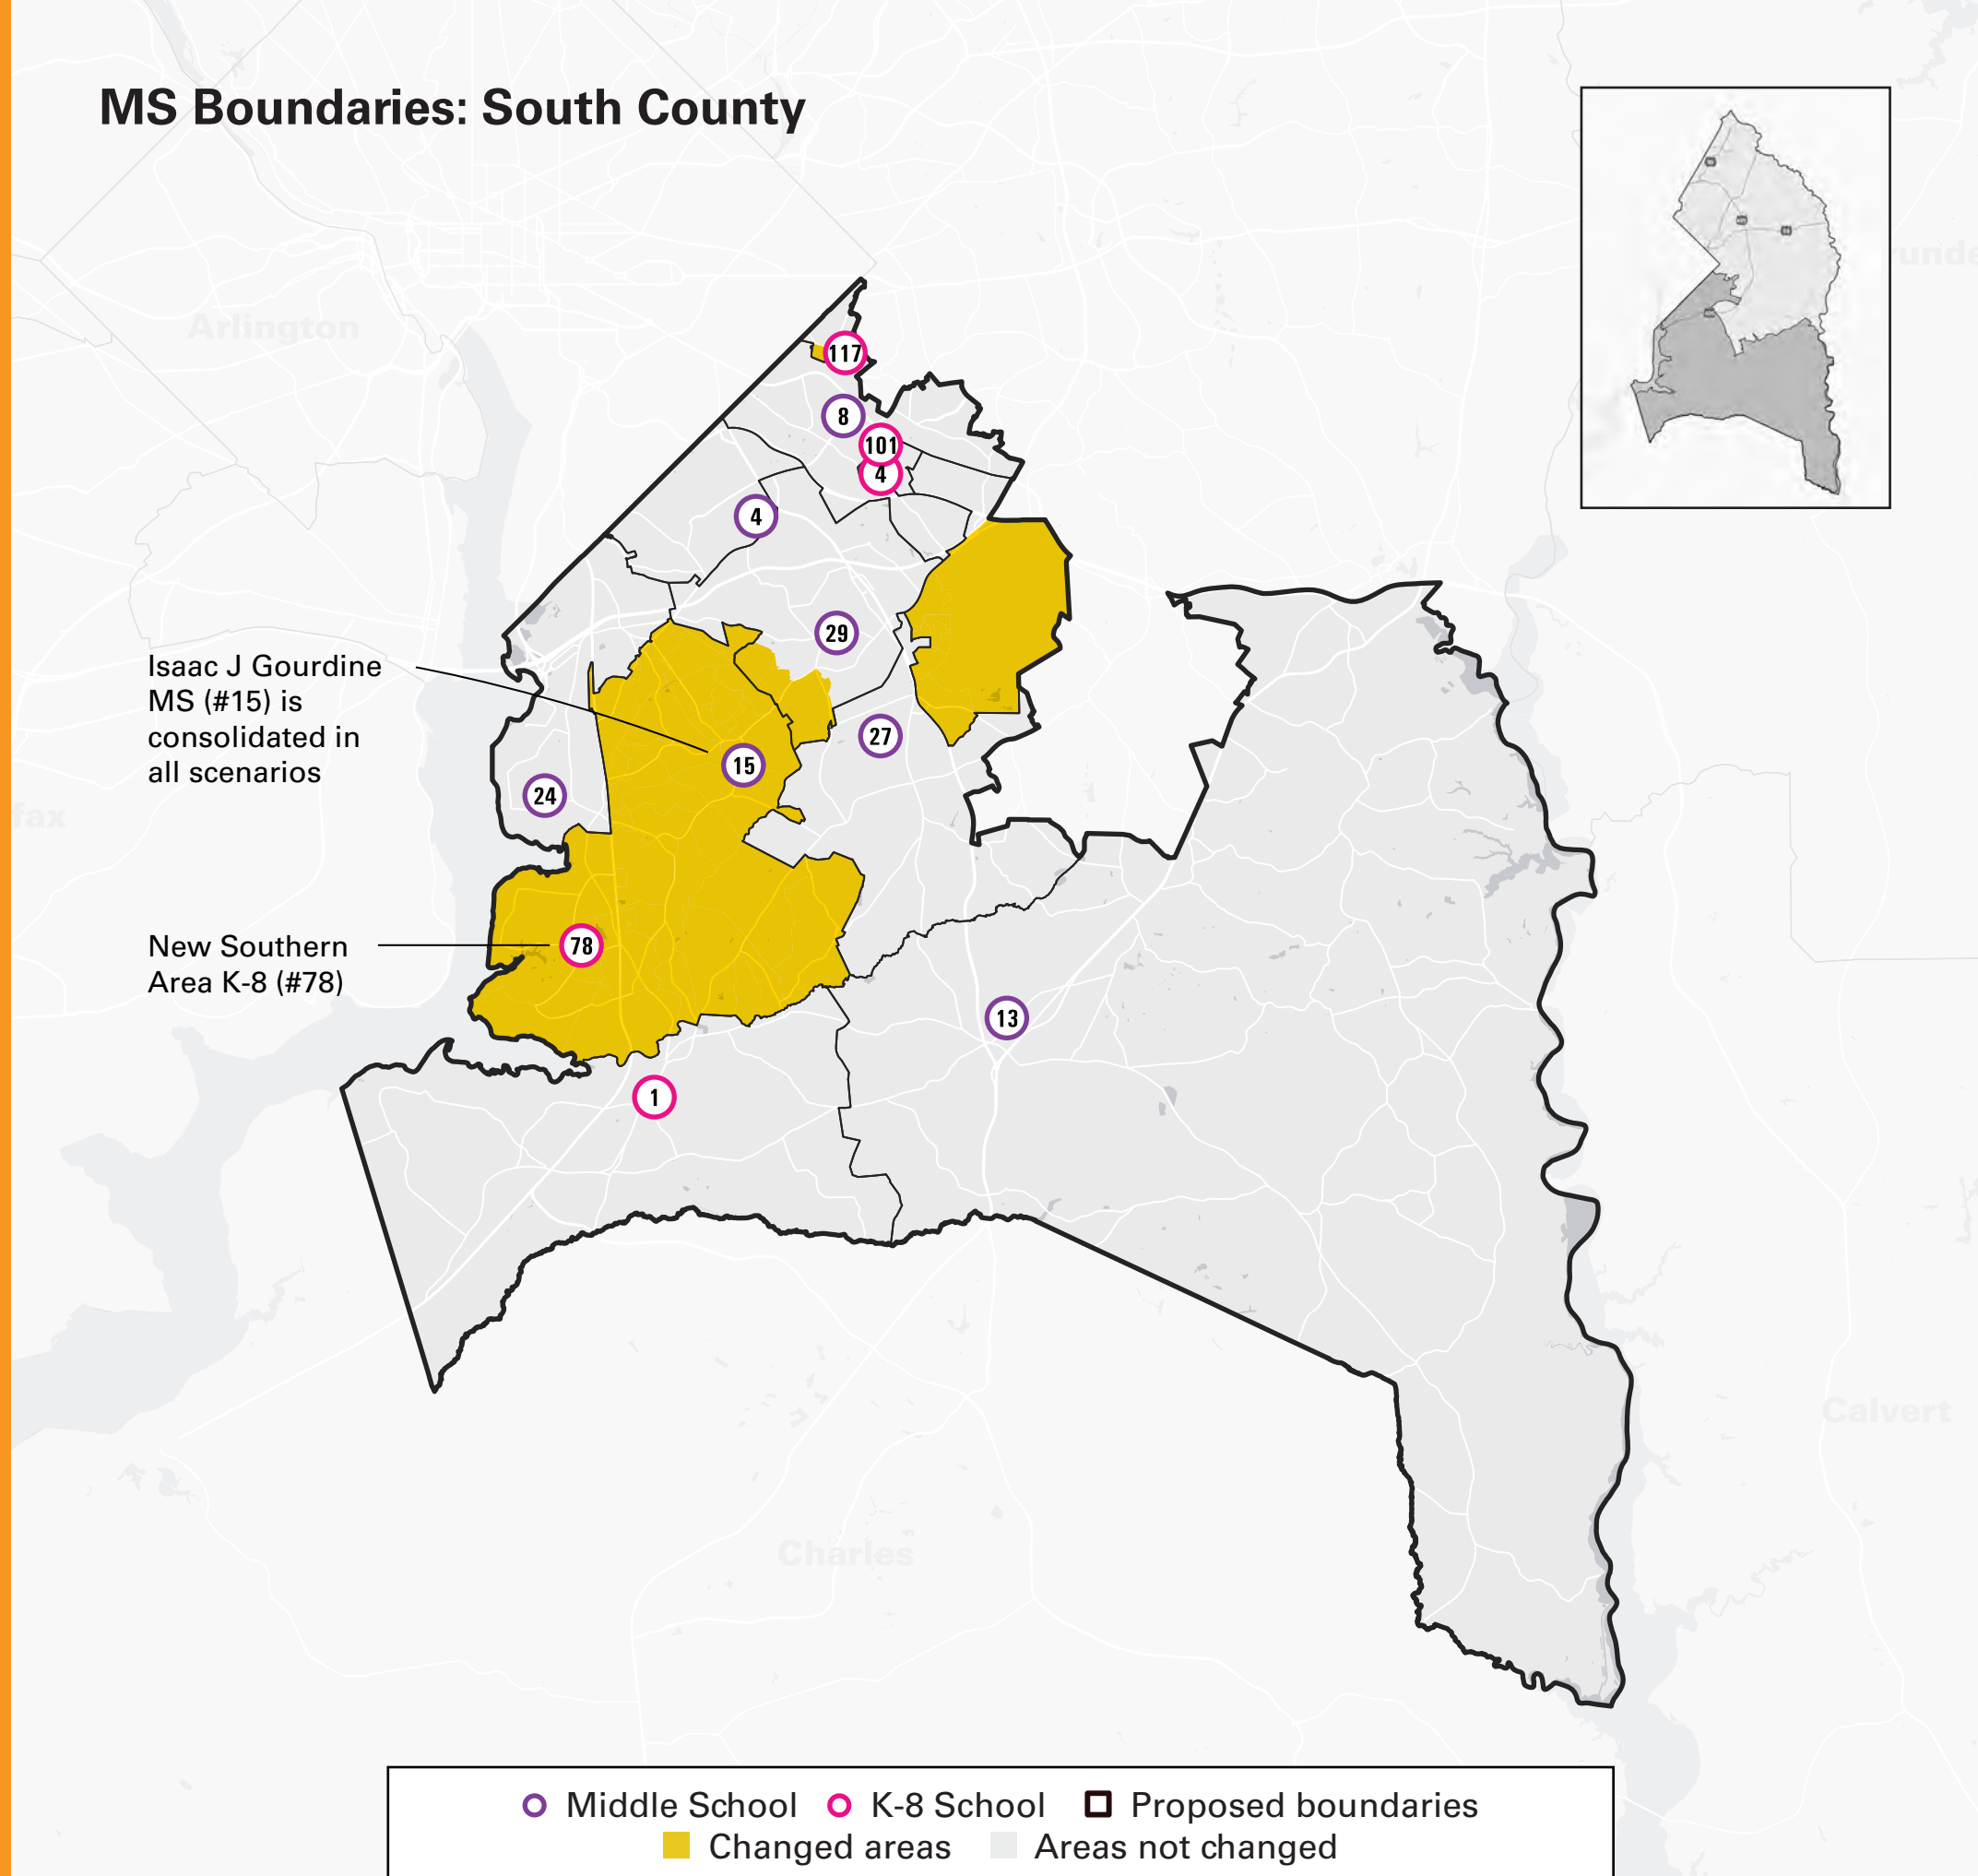 MS Boundaries: South County
Arlington
runde
117
8
101
4
4
29
Isaac J Gourdine
MS (#15) is
consolidated in
all scenarios
27
15
24
fax
New Southern
Area K-8 (#78)
78
13
1
Calvert
Charles
Middle School K-8 School Proposed boundaries
Changed areas Areas not changed